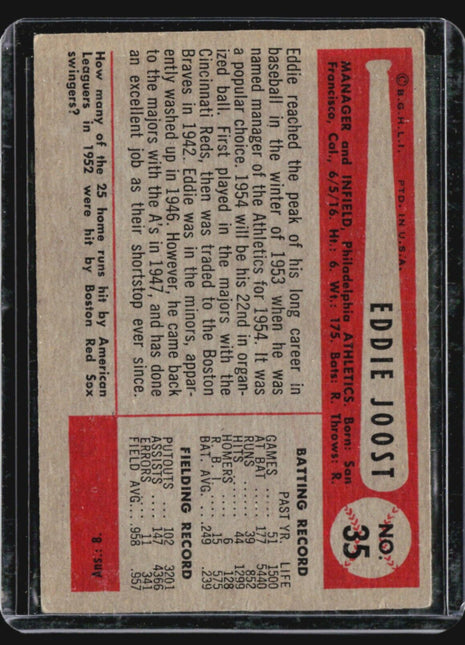 © B.G.H.L.I. PTD. IN U.S.A.
EDDIE JOOST
NO.
35
MANAGER and INFIELD, Philadelphia ATHLETICS. Born: San
Francisco, Cal., 6/5/16. Ht.: 6. Wt.: 175. Bats: R. Throws: R.
Eddie reached the peak of his long career in
baseball in the winter of 1953 when he was
named manager of the Athletics for 1954. It was
a popular choice. 1954 will be his 22nd in organ-
ized ball. First played in the majors with the
Cincinnati Reds, then was traded to the Boston
Braves in 1942. Eddie was in the minors, appar-
ently washed up in 1946. However, he came back
to the majors with the A's in 1947, and has done
an excellent job as their shortstop ever since.
BATTING RECORD
PAST YR. LIFE
GAMES ...... 51 1500
AT BAT ..... 177 5440
RUNS ....... 39 852
HITS ....... 44 1299
HOMERS ..... 6 128
R. B. I. ... 15 575
BAT. AVG. .. .249 .239
FIELDING RECORD
PUTOUTS .... 102 3201
ASSISTS .... 147 4366
ERRORS ..... 11 341
FIELD AVG... .958 .957
How many of the 25 home runs hit by American
Leaguers in 1952 were hit by Boston Red Sox
swingers?
Ans.: 8.